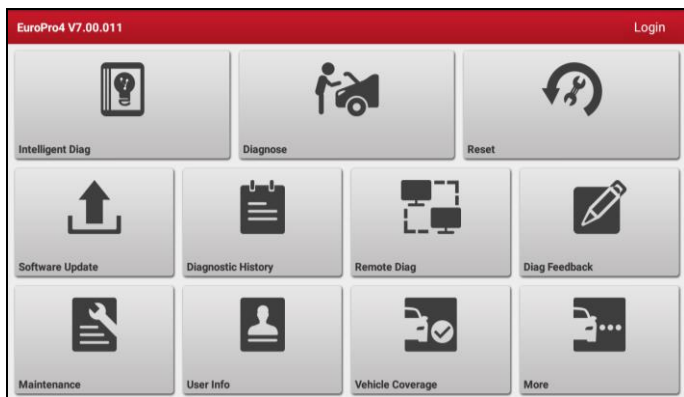 EuroPro4 V7.00.011 Login
Intelligent Diag Diagnose Reset
Software Update Diagnostic History Remote Diag Diag Feedback
Maintenance User Info Vehicle Coverage More